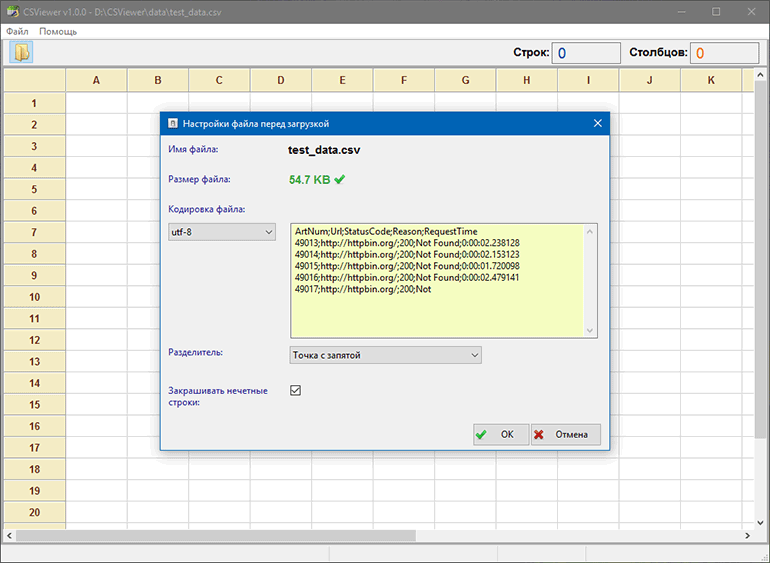 CSViewer v1.0.0 - D:\CSViewer\data\test_data.csv
Файл Помощь
Строк: 0 Столбцов: 0
A B C D E F G H I J K
1
2
3
4
5
6
7
8
9
10
11
12
13
14
15
16
17
18
19
20
Настройки файла перед загрузкой
Имя файла: test_data.csv
Размер файла: 54.7 KB
Кодировка файла:
utf-8
ArtNum;Url;StatusCode;Reason;RequestTime
49013;http://httpbin.org/;200;Not Found;0:00:02.238128
49014;http://httpbin.org/;200;Not Found;0:00:02.153123
49015;http://httpbin.org/;200;Not Found;0:00:01.720098
49016;http://httpbin.org/;200;Not Found;0:00:02.479141
49017;http://httpbin.org/;200;Not
Разделитель: Точка с запятой
Закрашивать нечетные
строки:
OK Отмена